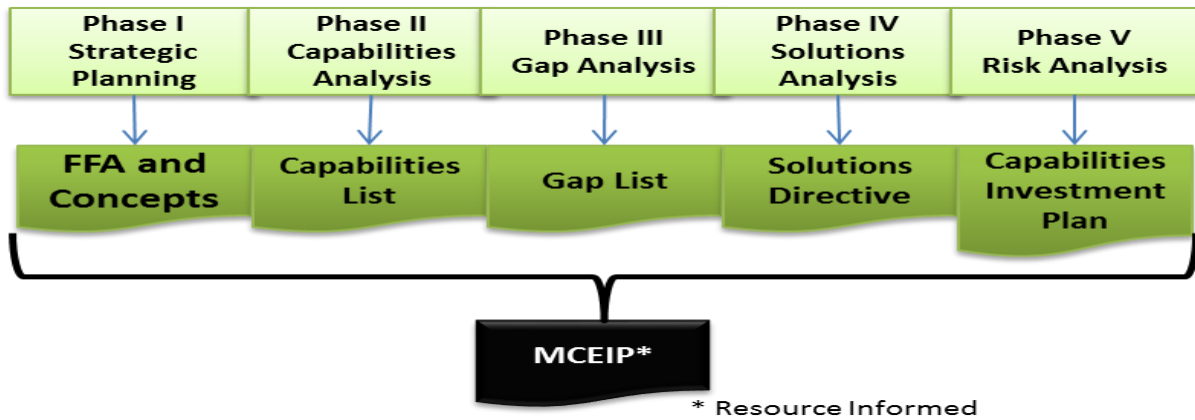 Phase I
Strategic
Planning
Phase II
Capabilities
Analysis
Phase III
Gap Analysis
Phase IV
Solutions
Analysis
Phase V
Risk Analysis
FFA and
Concepts
Capabilities
List
Gap List
Solutions
Directive
Capabilities
Investment
Plan
MCEIP*
* Resource Informed